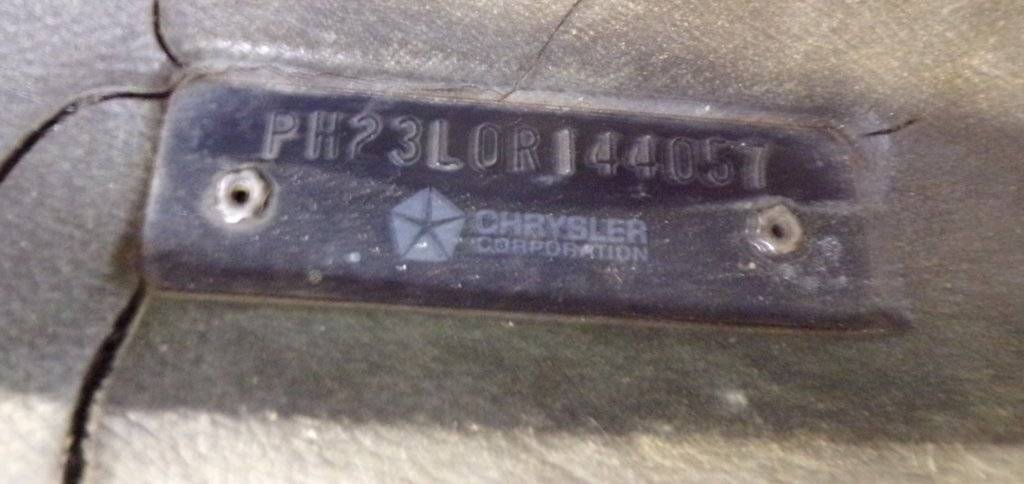 PH23L0R144057
CHRYSLER
CORPORATION